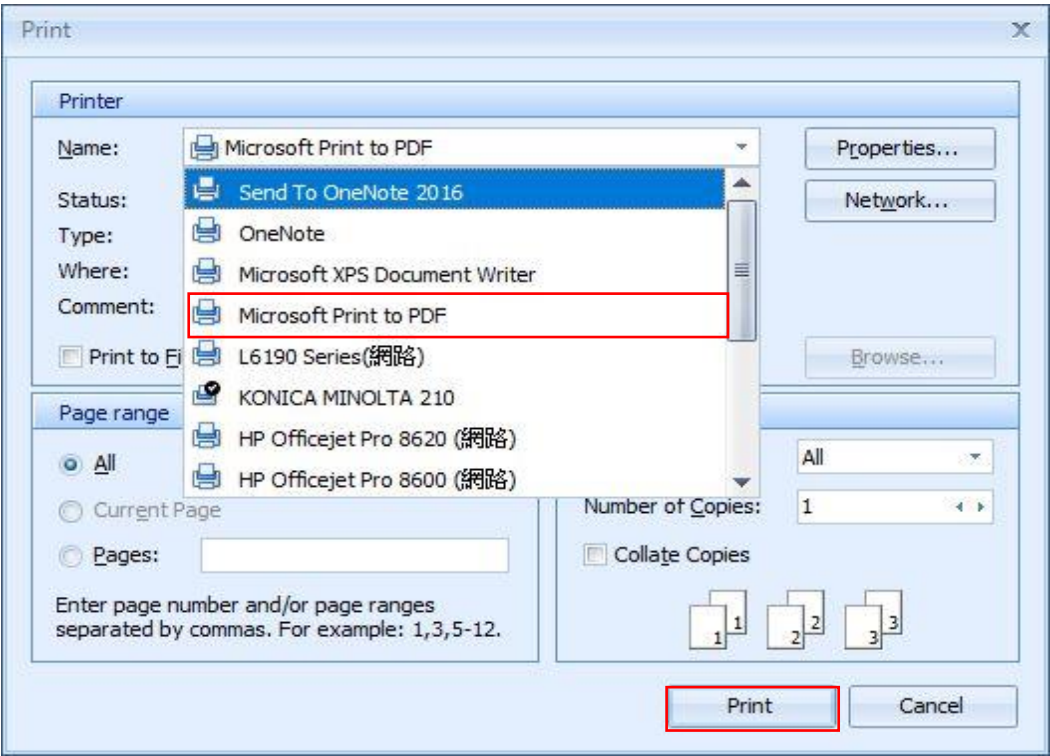 Print
Printer
Name:
Microsoft Print to PDF
Properties...
Send To OneNote 2016
Status:
Network...
OneNote
Type:
Where:
Microsoft XPS Document Writer
Comment:
Microsoft Print to PDF
Print to Fi
L6190 Series(網路)
Browse...
KONICA MINOLTA 210
Page range
HP Officejet Pro 8620 (網路)
All
All
HP Officejet Pro 8600 (網路)
Current Page
Number of Copies:
1
Pages:
Collate Copies
Enter page number and/or page ranges
separated by commas. For example: 1,3,5-12.
1 1 2 2 3 3
Print
Cancel